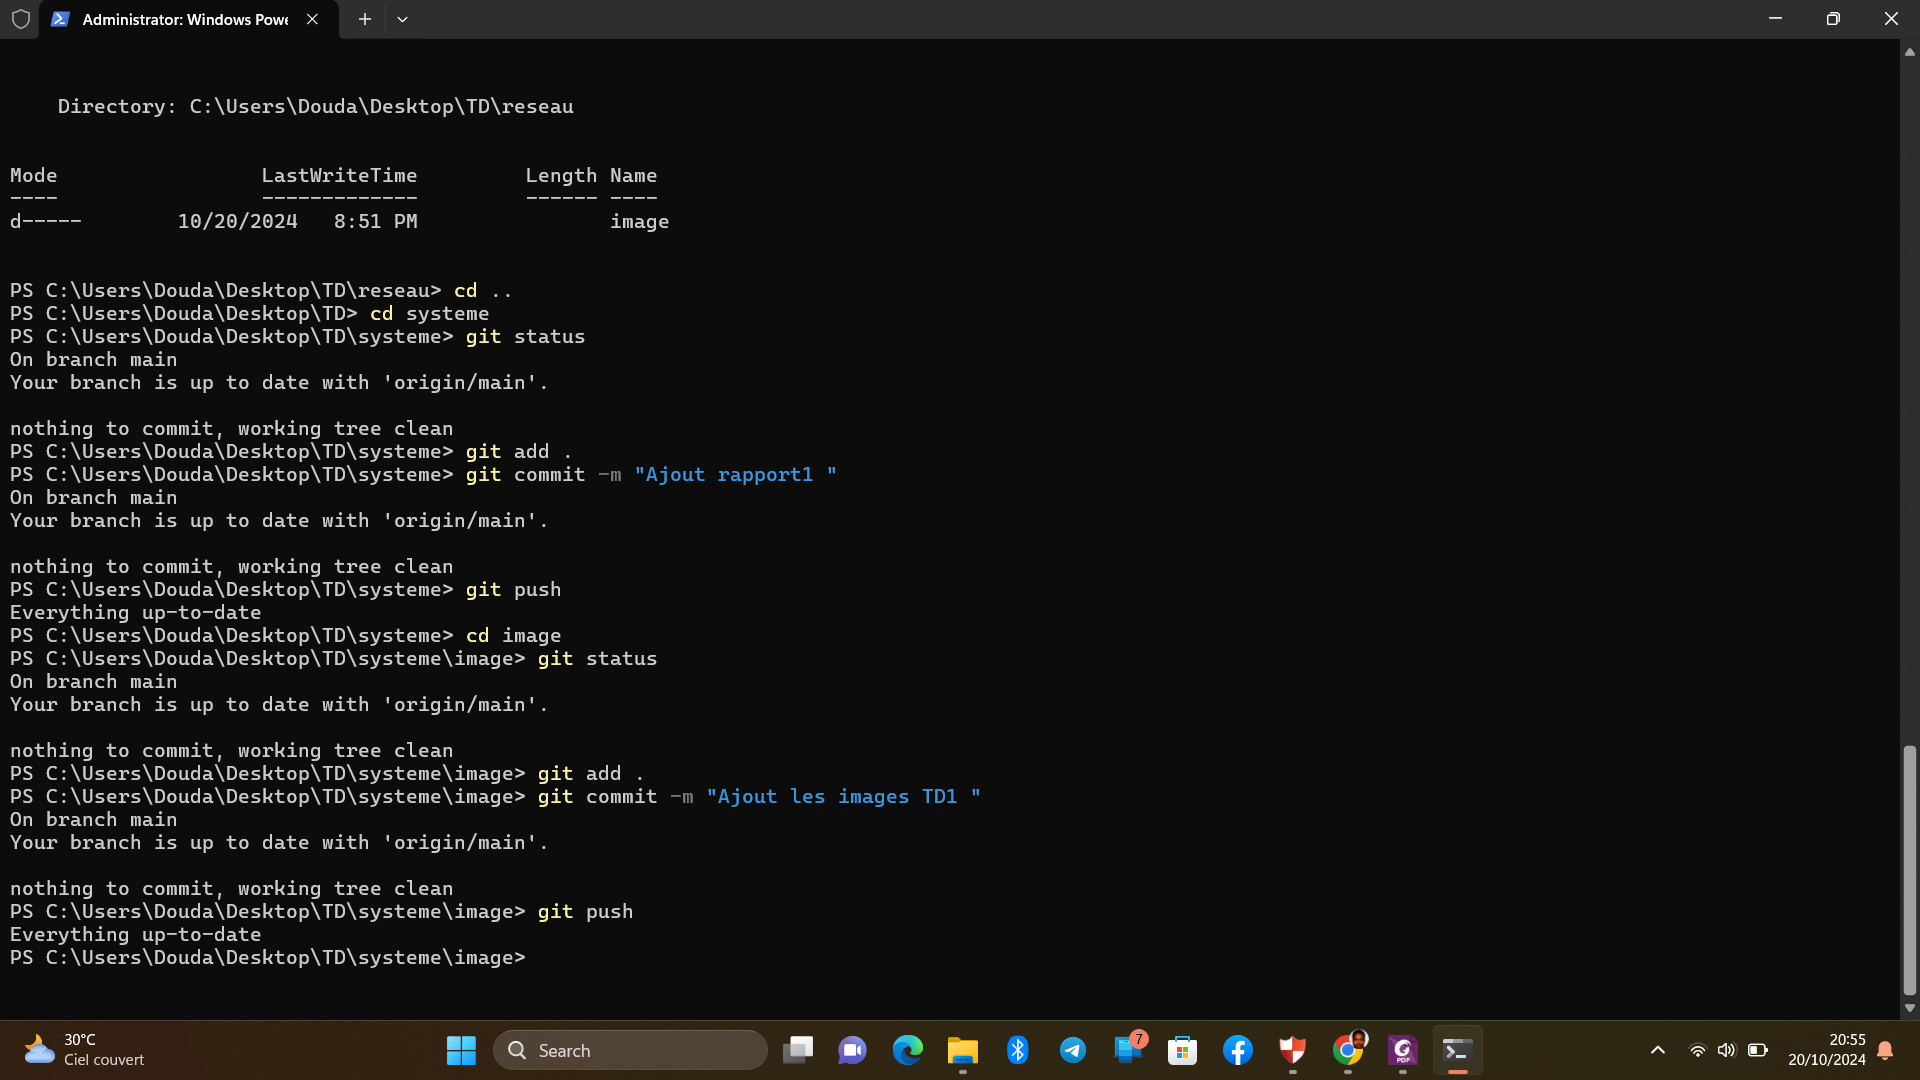 Administrator: Windows Powe
Directory: C:\Users\Douda\Desktop\TD\reseau
Mode LastWriteTime Length Name
---- ------------- ------ ----
d----- 10/20/2024 8:51 PM image
PS C:\Users\Douda\Desktop\TD\reseau> cd ..
PS C:\Users\Douda\Desktop\TD> cd systeme
PS C:\Users\Douda\Desktop\TD\systeme> git status
On branch main
Your branch is up to date with 'origin/main'.
nothing to commit, working tree clean
PS C:\Users\Douda\Desktop\TD\systeme> git add .
PS C:\Users\Douda\Desktop\TD\systeme> git commit -m "Ajout rapport1 "
On branch main
Your branch is up to date with 'origin/main'.
nothing to commit, working tree clean
PS C:\Users\Douda\Desktop\TD\systeme> git push
Everything up-to-date
PS C:\Users\Douda\Desktop\TD\systeme> cd image
PS C:\Users\Douda\Desktop\TD\systeme\image> git status
On branch main
Your branch is up to date with 'origin/main'.
nothing to commit, working tree clean
PS C:\Users\Douda\Desktop\TD\systeme\image> git add .
PS C:\Users\Douda\Desktop\TD\systeme\image> git commit -m "Ajout les images TD1 "
On branch main
Your branch is up to date with 'origin/main'.
nothing to commit, working tree clean
PS C:\Users\Douda\Desktop\TD\systeme\image> git push
Everything up-to-date
PS C:\Users\Douda\Desktop\TD\systeme\image>
30°C
Ciel couvert
Search
7
PDF
20:55
20/10/2024